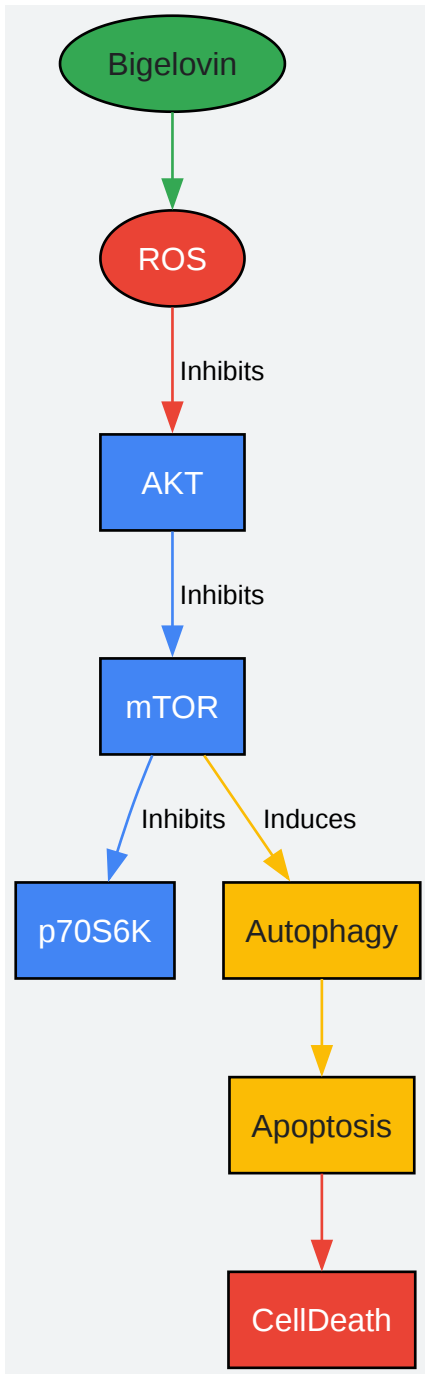 Bigelovin
ROS
Inhibits
AKT
Inhibits
mTOR
Inhibits
Induces
p70S6K
Autophagy
Apoptosis
CellDeath